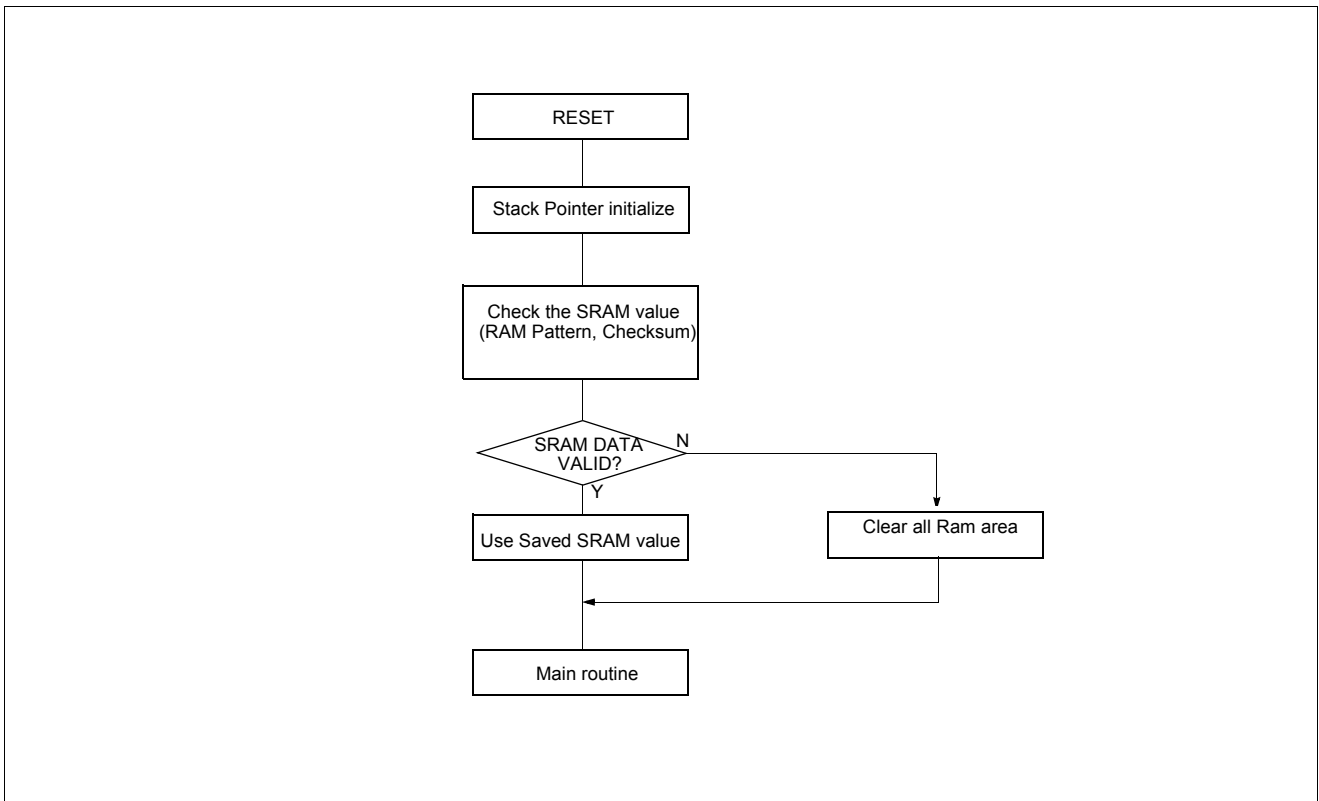 RESET
Stack Pointer initialize
Check the SRAM value
(RAM Pattern, Checksum)
SRAM DATA
VALID?
N
Y
Use Saved SRAM value
Clear all Ram area
Main routine